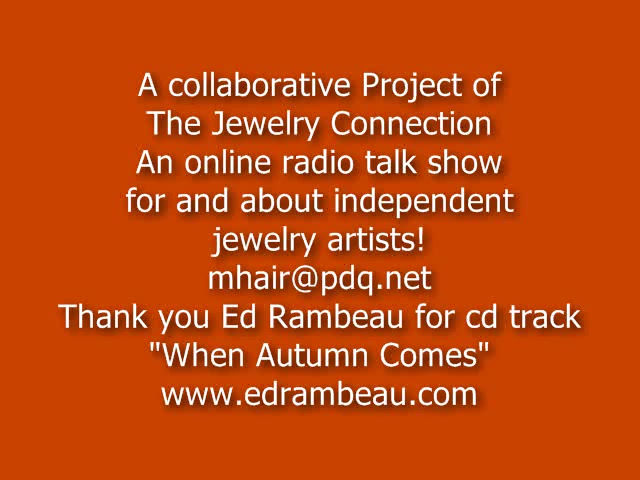 A collaborative Project of
The Jewelry Connection
An online radio talk show
for and about independent
jewelry artists!
mhair@pdq.net
Thank you Ed Rambeau for cd track
"When Autumn Comes"
www.edrambeau.com